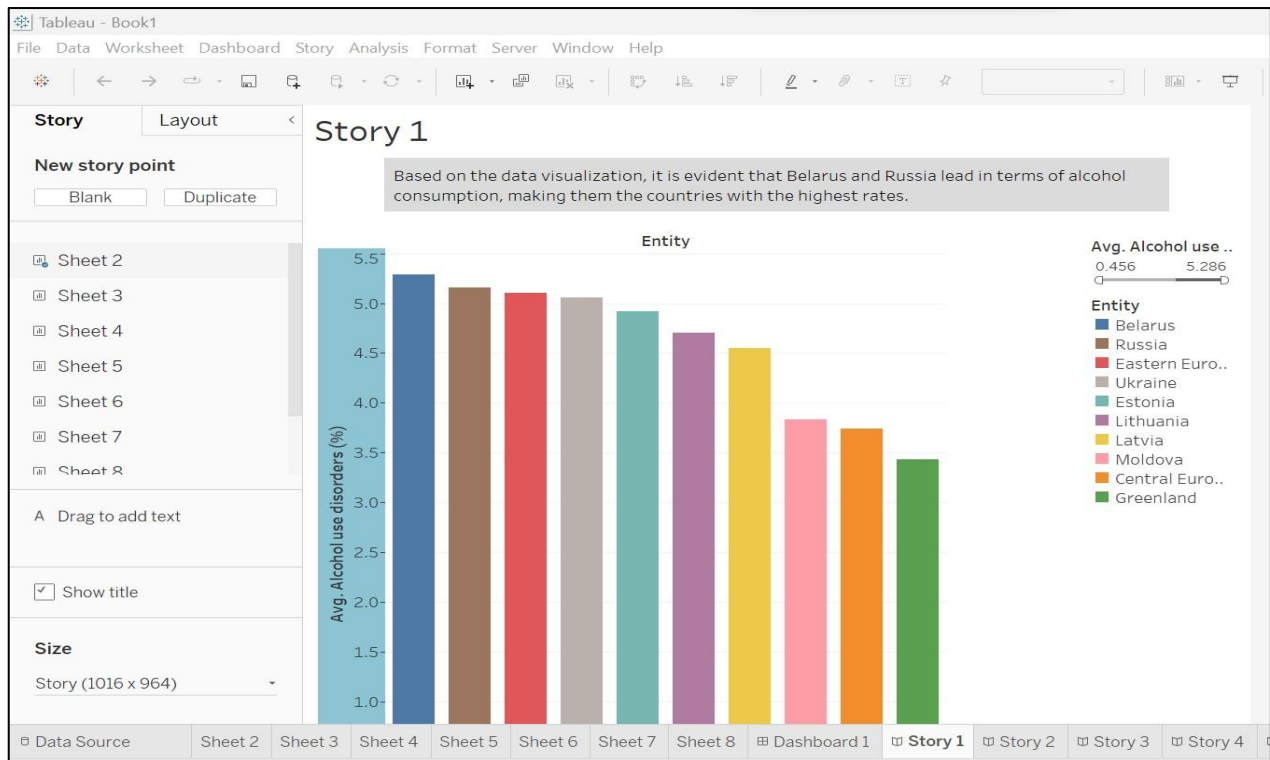 Tableau - Book1
File Data Worksheet Dashboard Story Analysis Format Server Window Help
Story Layout <
New story point
Blank Duplicate
Sheet 2
Sheet 3
Sheet 4
Sheet 5
Sheet 6
Sheet 7
Sheet 8
A Drag to add text
Show title
Size
Story (1016 x 964)
Story 1
Based on the data visualization, it is evident that Belarus and Russia lead in terms of alcohol
consumption, making them the countries with the highest rates.
Entity
Avg. Alcohol use disorders (%)
5.5
5.0
4.5
4.0
3.5
3.0
2.5
2.0
1.5
1.0
Avg. Alcohol use ..
0.456 5.286
Entity
Belarus
Russia
Eastern Euro..
Ukraine
Estonia
Lithuania
Latvia
Moldova
Central Euro..
Greenland
Data Source Sheet 2 Sheet 3 Sheet 4 Sheet 5 Sheet 6 Sheet 7 Sheet 8 Dashboard 1 Story 1 Story 2 Story 3 Story 4